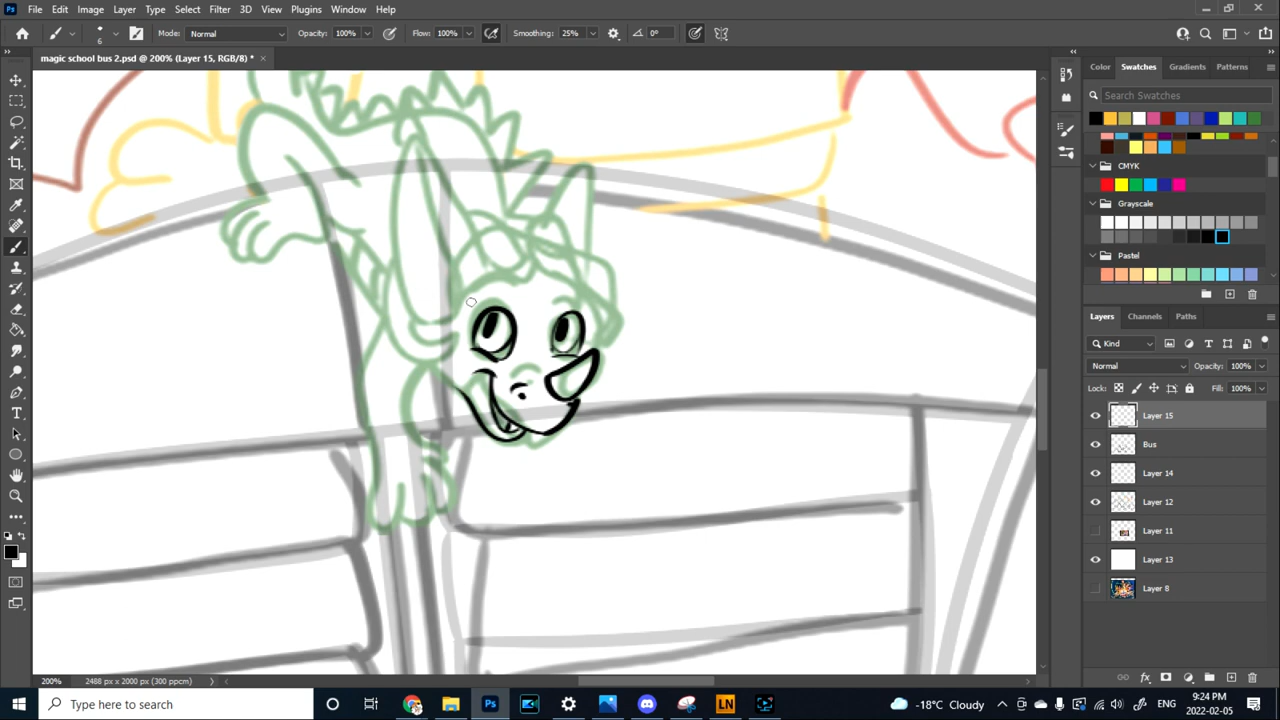 Ps File Edit Image Layer Type Select Filter 3D View Plugins Window Help
6 Mode: Normal Opacity: 100% Flow: 100% Smoothing: 25% 0°
magic school bus 2.psd @ 200% (Layer 15, RGB/8) * ×
Color Swatches Gradients Patterns
Search Swatches
CMYK
Grayscale
Pastel
Layers Channels Paths
Kind
Normal Opacity: 100%
Lock: Fill: 100%
Layer 15
Bus
Layer 14
Layer 12
Layer 11
Layer 13
Layer 8
200% 2488 px x 2000 px (300 ppcm)
Type here to search
Ps
LN
-18°C Cloudy
ENG
9:24 PM
2022-02-05